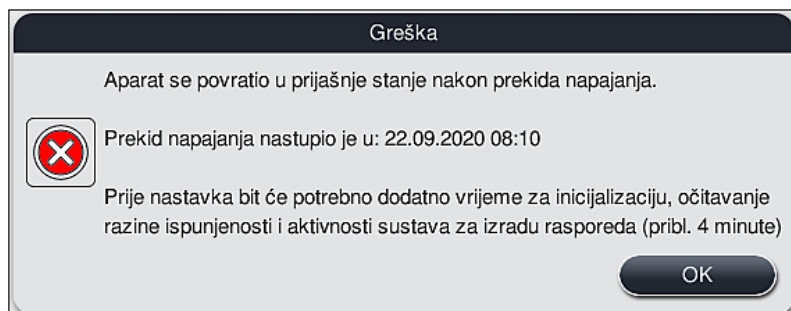 Greška
Aparat se povratio u prijašnje stanje nakon prekida napajanja.
Prekid napajanja nastupio je u: 22.09.2020 08:10
Prije nastavka bit će potrebno dodatno vrijeme za inicijalizaciju, očitavanje
razine ispunjenosti i aktivnosti sustava za izradu rasporeda (pribl. 4 minute)
OK